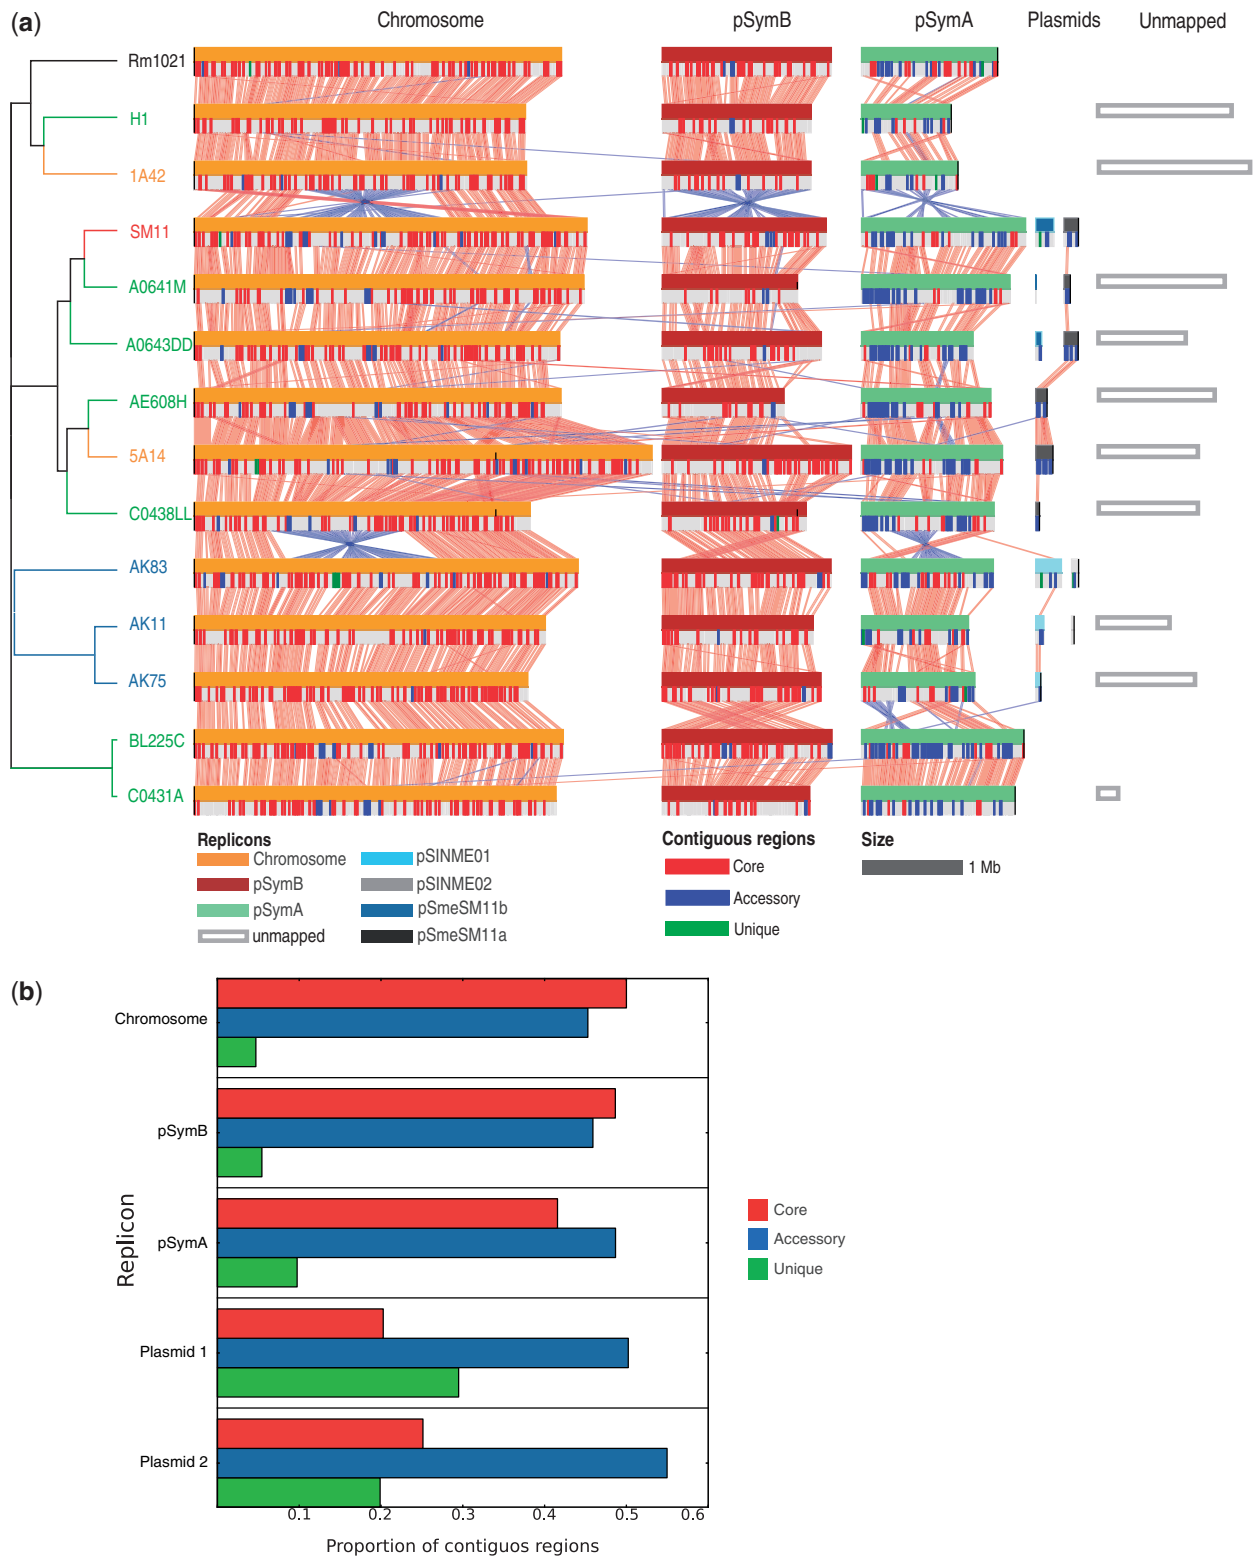 (a)
Chromosome pSymB pSymA Plasmids Unmapped
Rm1021
H1
1A42
SM11
A0641M
A0643DD
AE608H
5A14
C0438LL
AK83
AK11
AK75
BL225C
C0431A
Replicons
Chromosome
pSymB
pSymA
unmapped
pSINME01
pSINME02
pSmeSM11b
pSmeSM11a
Contiguous regions
Core
Accessory
Unique
Size
1 Mb
(b)
Replicon
Chromosome
pSymB
pSymA
Plasmid 1
Plasmid 2
0.1 0.2 0.3 0.4 0.5 0.6
Proportion of contiguos regions
Core
Accessory
Unique